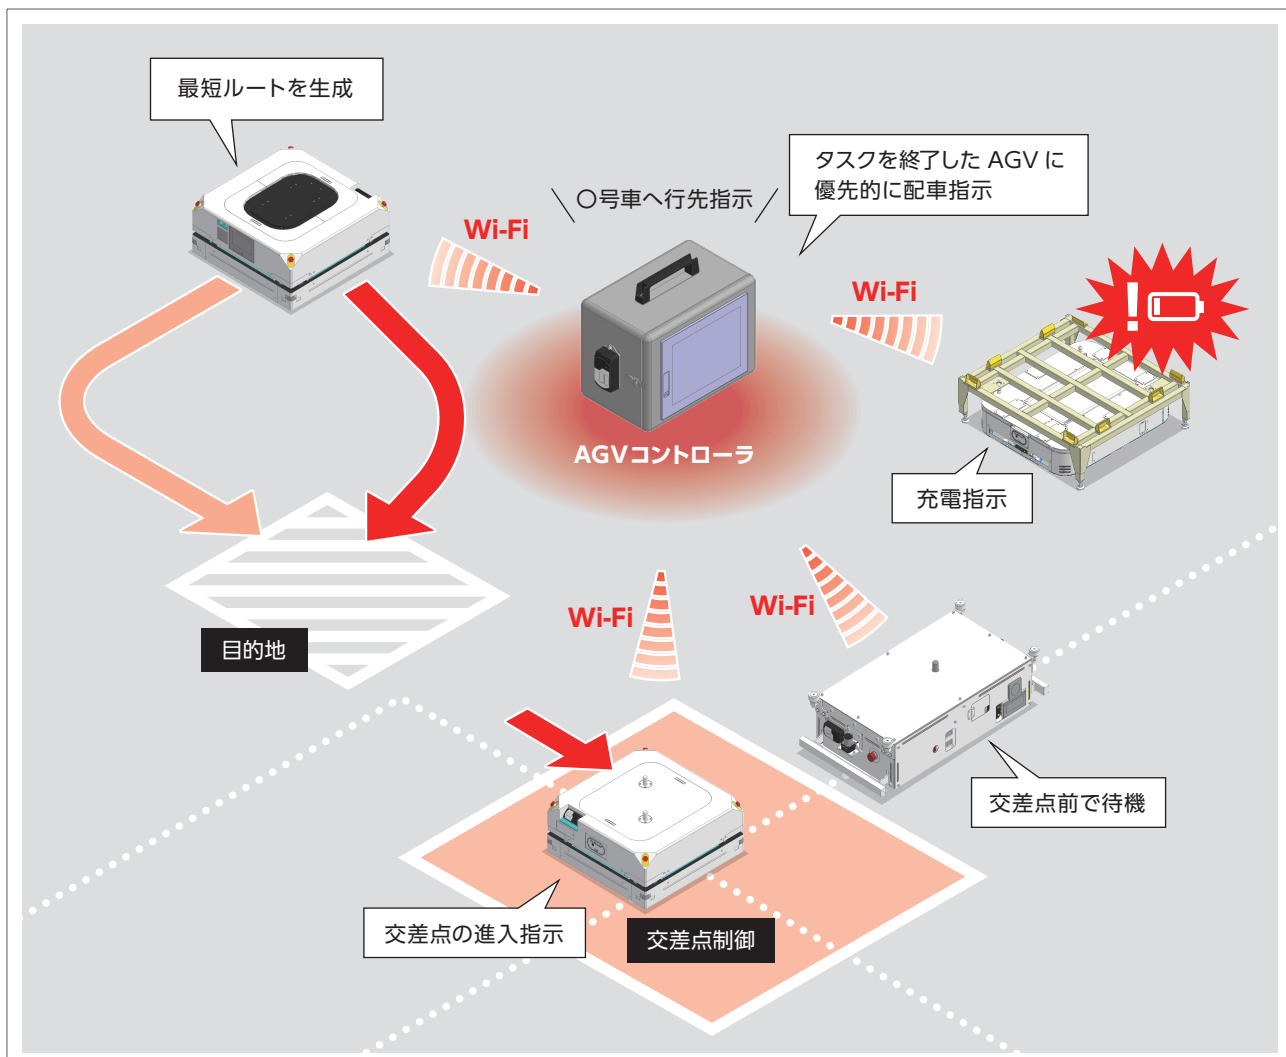 最短ルートを生成
タスクを終了した AGV に
優先的に配車指示
〇号車へ行先指示
Wi-Fi
Wi-Fi
AGVコントローラ
充電指示
Wi-Fi
Wi-Fi
目的地
交差点前で待機
交差点の進入指示
交差点制御